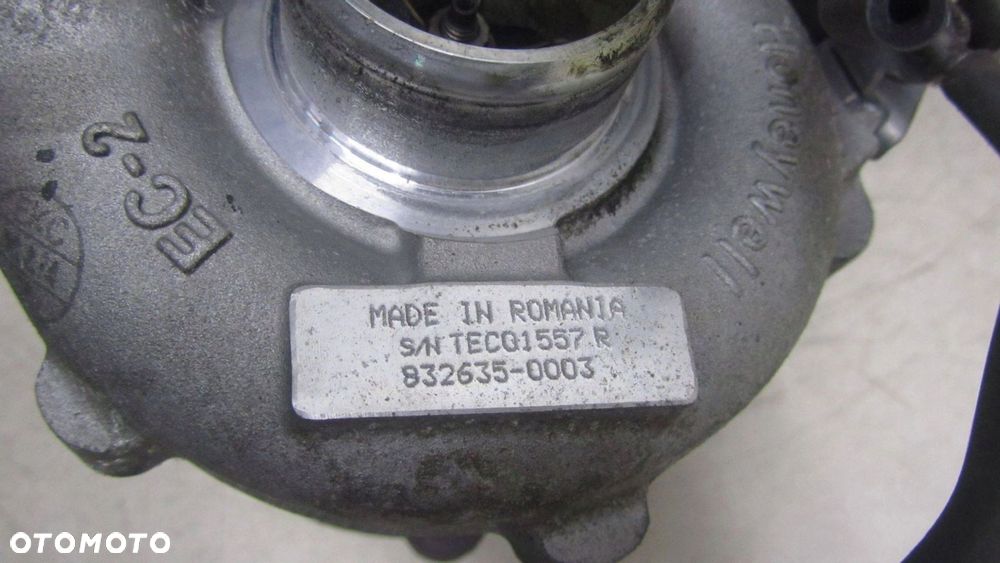 EC-2
Honeywell
MADE IN ROMANIA
S/N TECQ1557 R
832635-0003
OTOMOTO